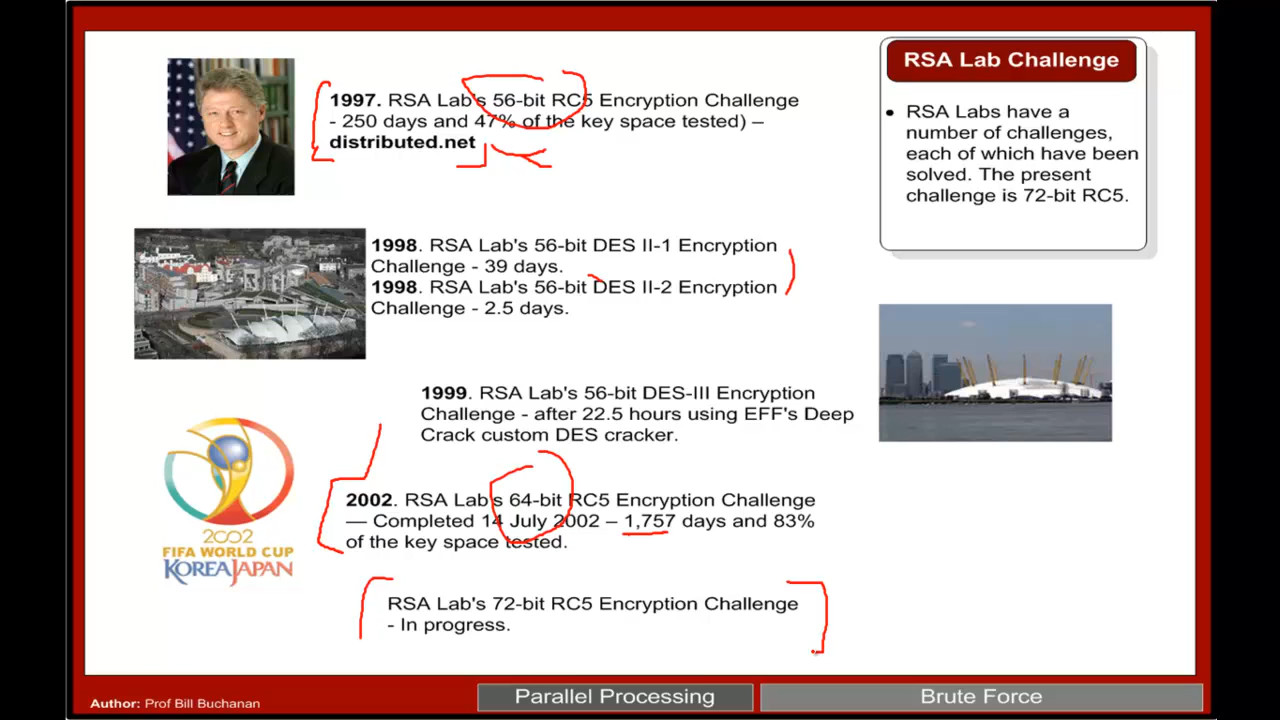 1997. RSA Lab's 56-bit RC5 Encryption Challenge
- 250 days and 47% of the key space tested) –
distributed.net
RSA Lab Challenge
• RSA Labs have a
number of challenges,
each of which have been
solved. The present
challenge is 72-bit RC5.
1998. RSA Lab's 56-bit DES II-1 Encryption
Challenge - 39 days.
1998. RSA Lab's 56-bit DES II-2 Encryption
Challenge - 2.5 days.
1999. RSA Lab's 56-bit DES-III Encryption
Challenge - after 22.5 hours using EFF's Deep
Crack custom DES cracker.
2002
FIFA WORLD CUP
KOREAJAPAN
2002. RSA Lab's 64-bit RC5 Encryption Challenge
— Completed 14 July 2002 – 1,757 days and 83%
of the key space tested.
RSA Lab's 72-bit RC5 Encryption Challenge
- In progress.
Author: Prof Bill Buchanan
Parallel Processing
Brute Force